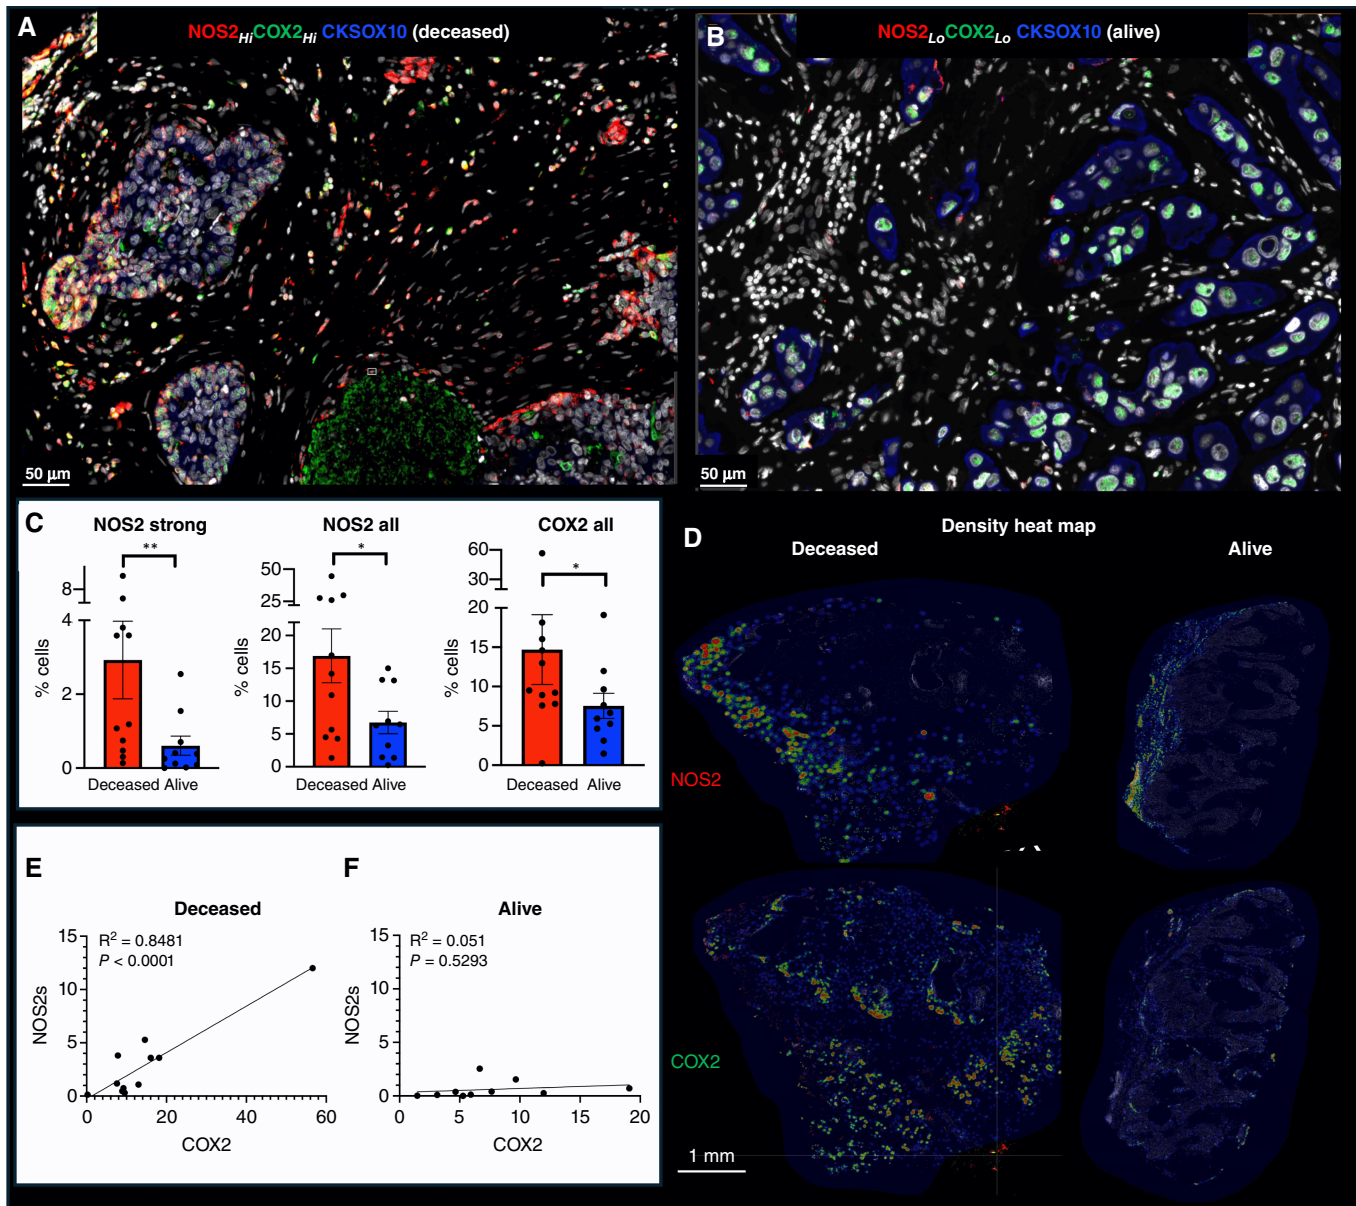 A
NOS2HiCOX2Hi CKSOX10 (deceased)
50 µm
B
NOS2LoCOX2Lo CKSOX10 (alive)
50 µm
C
NOS2 strong
**
% cells
8
4
2
0
Deceased Alive
NOS2 all
*
% cells
50
25
20
15
10
5
0
Deceased Alive
COX2 all
*
% cells
60
30
20
15
10
5
0
Deceased Alive
D
Density heat map
Deceased
Alive
NOS2
COX2
1 mm
E
Deceased
R2 = 0.8481
P < 0.0001
NOS2s
15
10
5
0
0
20
40
60
COX2
F
Alive
R2 = 0.051
P = 0.5293
NOS2s
15
10
5
0
0
5
10
15
20
COX2